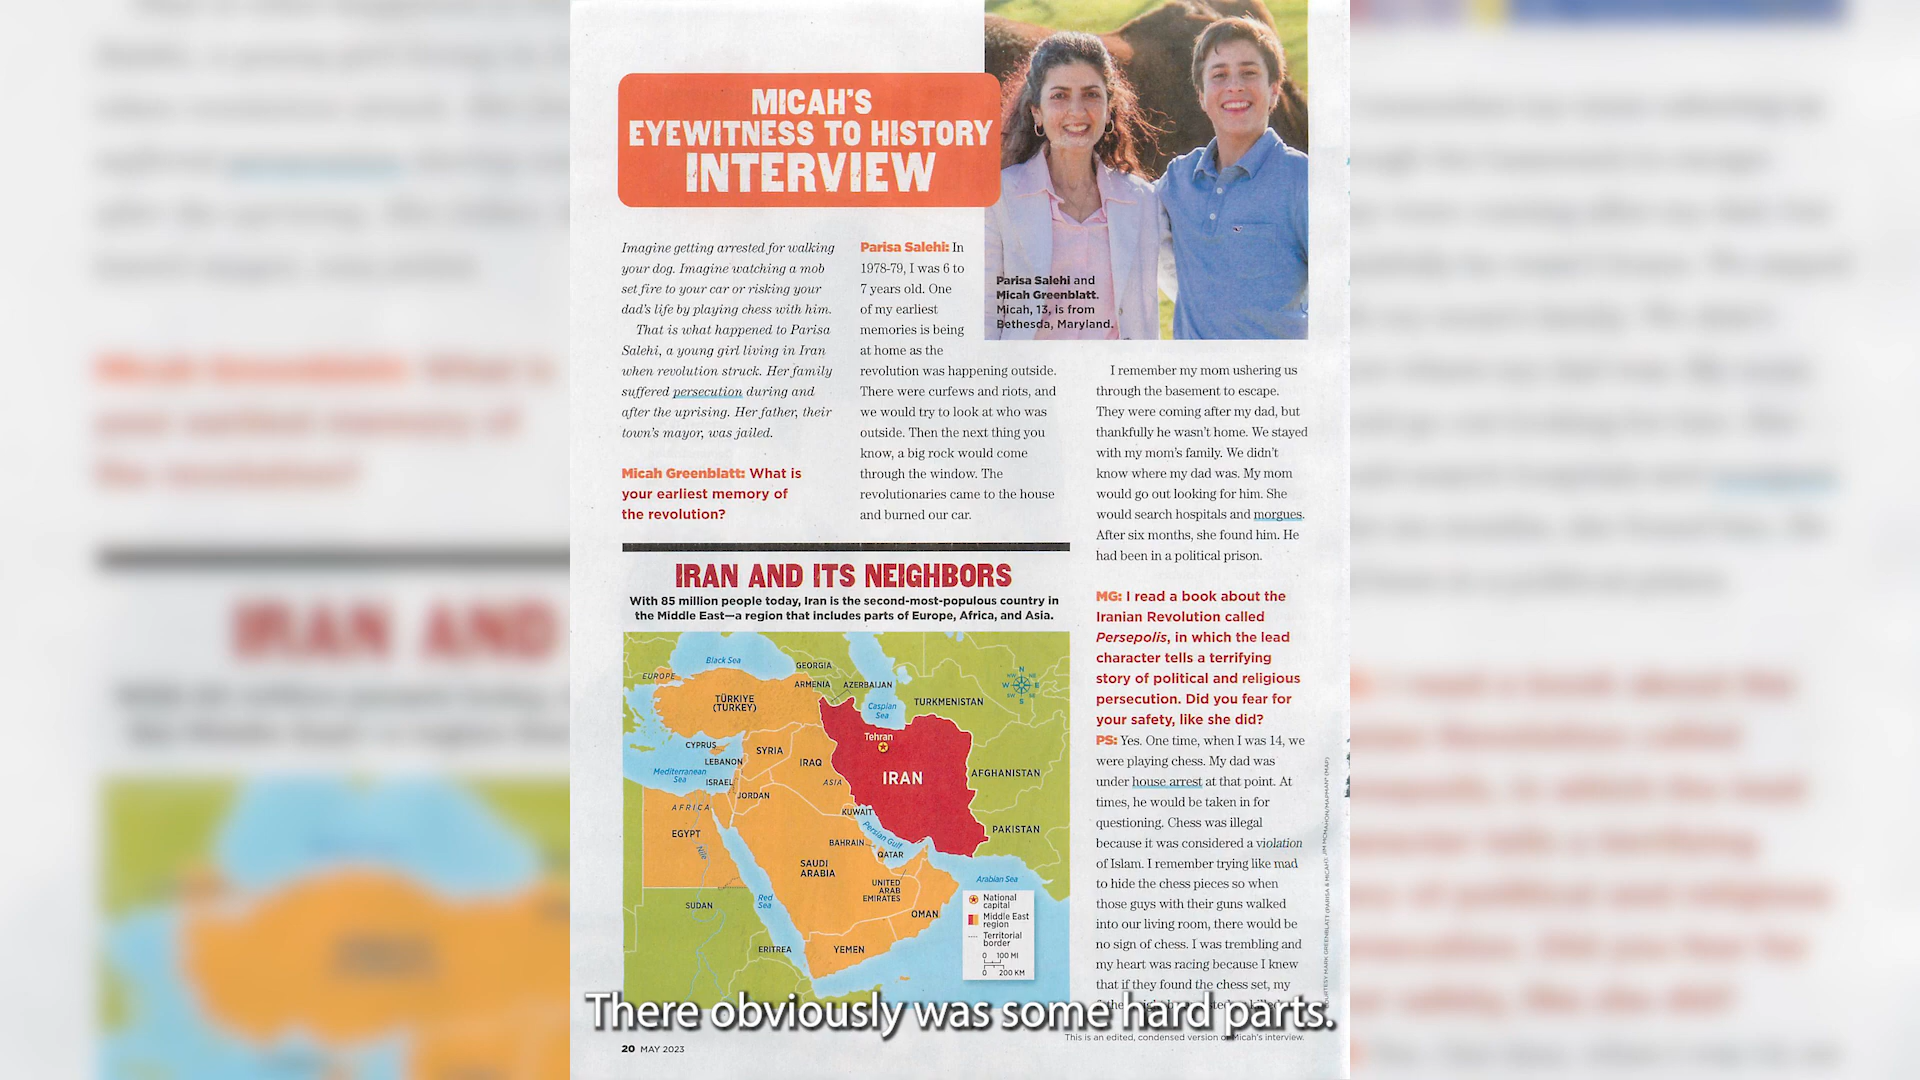 MICAH'S
EYEWITNESS TO HISTORY
INTERVIEW
Parisa Salehi and
Micah Greenblatt.
Micah, 13, is from
Bethesda, Maryland.
Imagine getting arrested for walking
your dog. Imagine watching a mob
set fire to your car or risking your
dad's life by playing chess with him.
That is what happened to Parisa
Salehi, a young girl living in Iran
when revolution struck. Her family
suffered persecution during and
after the uprising. Her father, their
town's mayor, was jailed.
Micah Greenblatt: What is
your earliest memory of
the revolution?
Parisa Salehi: In
1978-79, I was 6 to
7 years old. One
of my earliest
memories is being
at home as the
revolution was happening outside.
There were curfews and riots, and
we would try to look at who was
outside. Then the next thing you
know, a big rock would come
through the window. The
revolutionaries came to the house
and burned our car.
I remember my mom ushering us
through the basement to escape.
They were coming after my dad, but
thankfully he wasn't home. We stayed
with my mom's family. We didn't
know where my dad was. My mom
would go out looking for him. She
would search hospitals and morgues.
After six months, she found him. He
had been in a political prison.
MG: I read a book about the
Iranian Revolution called
Persepolis, in which the lead
character tells a terrifying
story of political and religious
persecution. Did you fear for
your safety, like she did?
PS: Yes. One time, when I was 14, we
were playing chess. My dad was
under house arrest at that point. At
times, he would be taken in for
questioning. Chess was illegal
because it was considered a violation
of Islam. I remember trying like mad
to hide the chess pieces so when
those guys with their guns walked
into our living room, there would be
no sign of chess. I was trembling and
my heart was racing because I knew
that if they found the chess set, my
IRAN AND ITS NEIGHBORS
With 85 million people today, Iran is the second-most-populous country in
the Middle East—a region that includes parts of Europe, Africa, and Asia.
Black Sea
GEORGIA
EUROPE
ARMENIA
AZERBAIJAN
TÜRKIYE
(TURKEY)
Caspian
Sea
TURKMENISTAN
N
NW
NE
W
E
SW
SE
S
Tehran
CYPRUS
SYRIA
LEBANON
IRAQ
IRAN
AFGHANISTAN
Mediterranean
Sea
ISRAEL
ASIA
JORDAN
AFRICA
KUWAIT
EGYPT
Nile
Persian Gulf
PAKISTAN
BAHRAIN
QATAR
SAUDI
ARABIA
UNITED
ARAB
EMIRATES
Arabian Sea
SUDAN
Red
Sea
OMAN
ERITREA
YEMEN
National
capital
Middle East
region
Territorial
border
0 100 MI
0 200 KM
There obviously was some hard parts.
This is an edited, condensed version of Micah's interview.
20 MAY 2023
COURTESY MARK GREENBLATT (PARISA & MICAH); JIM MCMAHON/MAPMAN® (MAP)